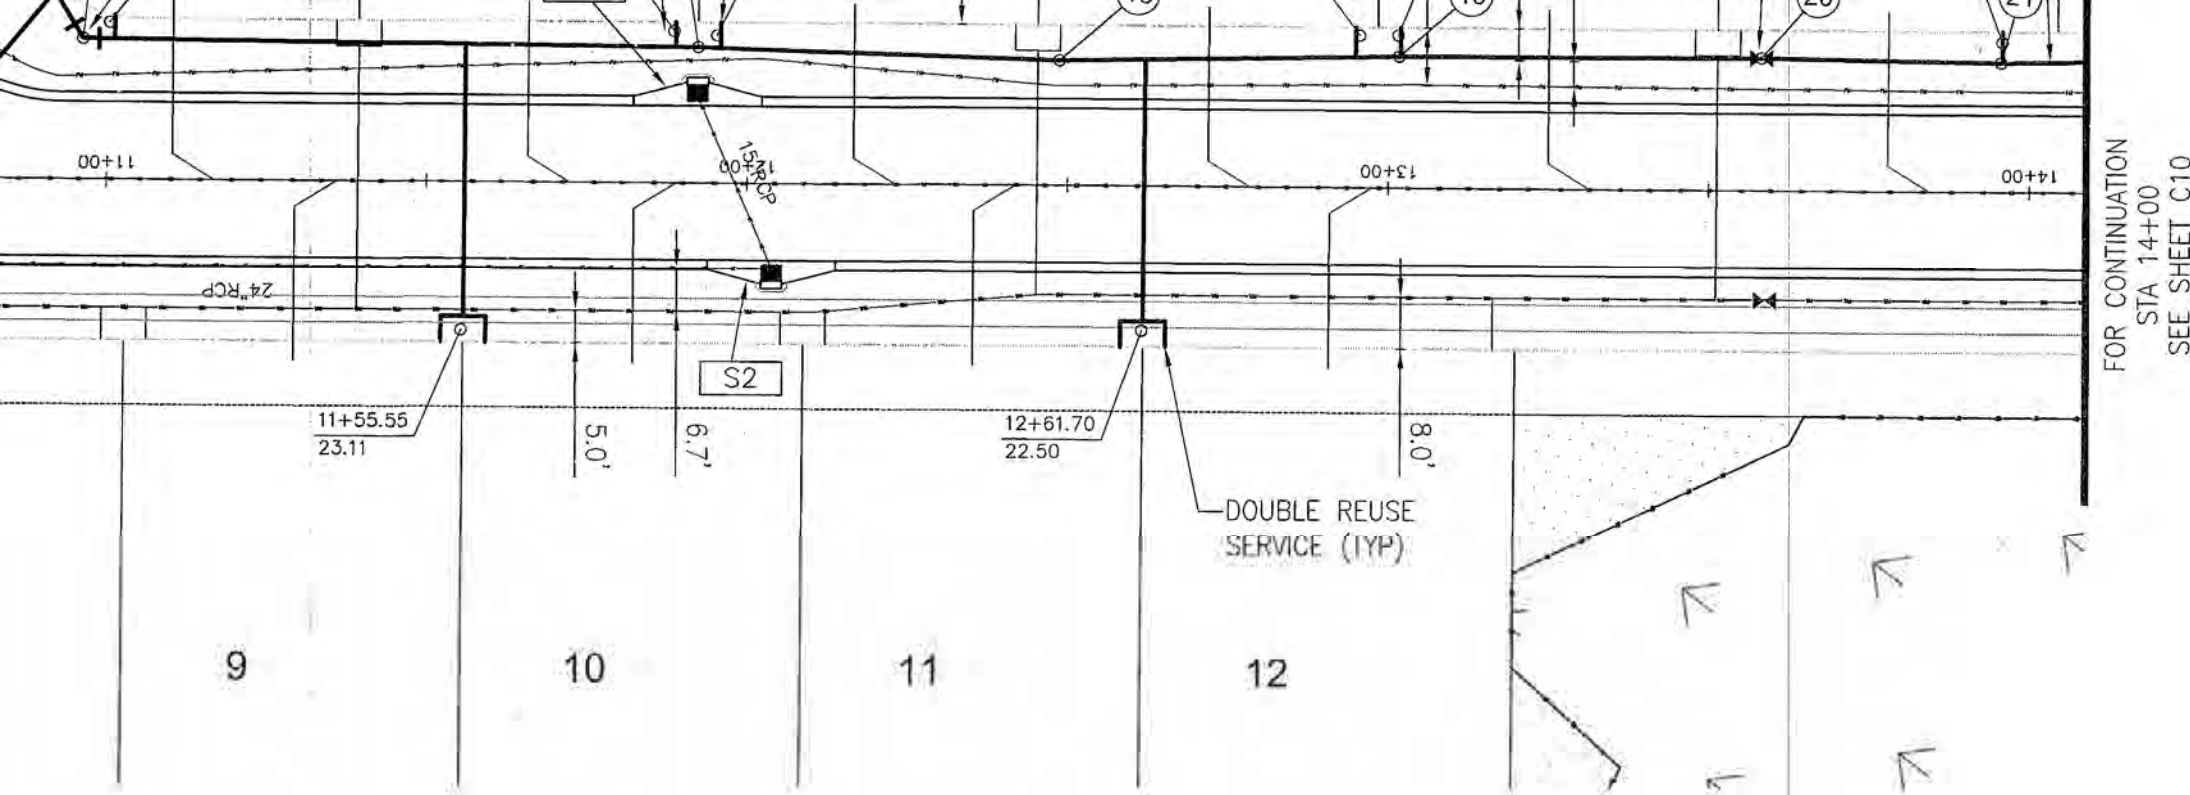 11+00
15" RCP
12+00
13+00
14+00
24" RCP
S2
11+55.55
23.11
5.0'
6.7'
12+61.70
22.50
8.0'
DOUBLE REUSE
SERVICE (TYP)
9
10
11
12
FOR CONTINUATION
STA 14+00
SEE SHEET C10